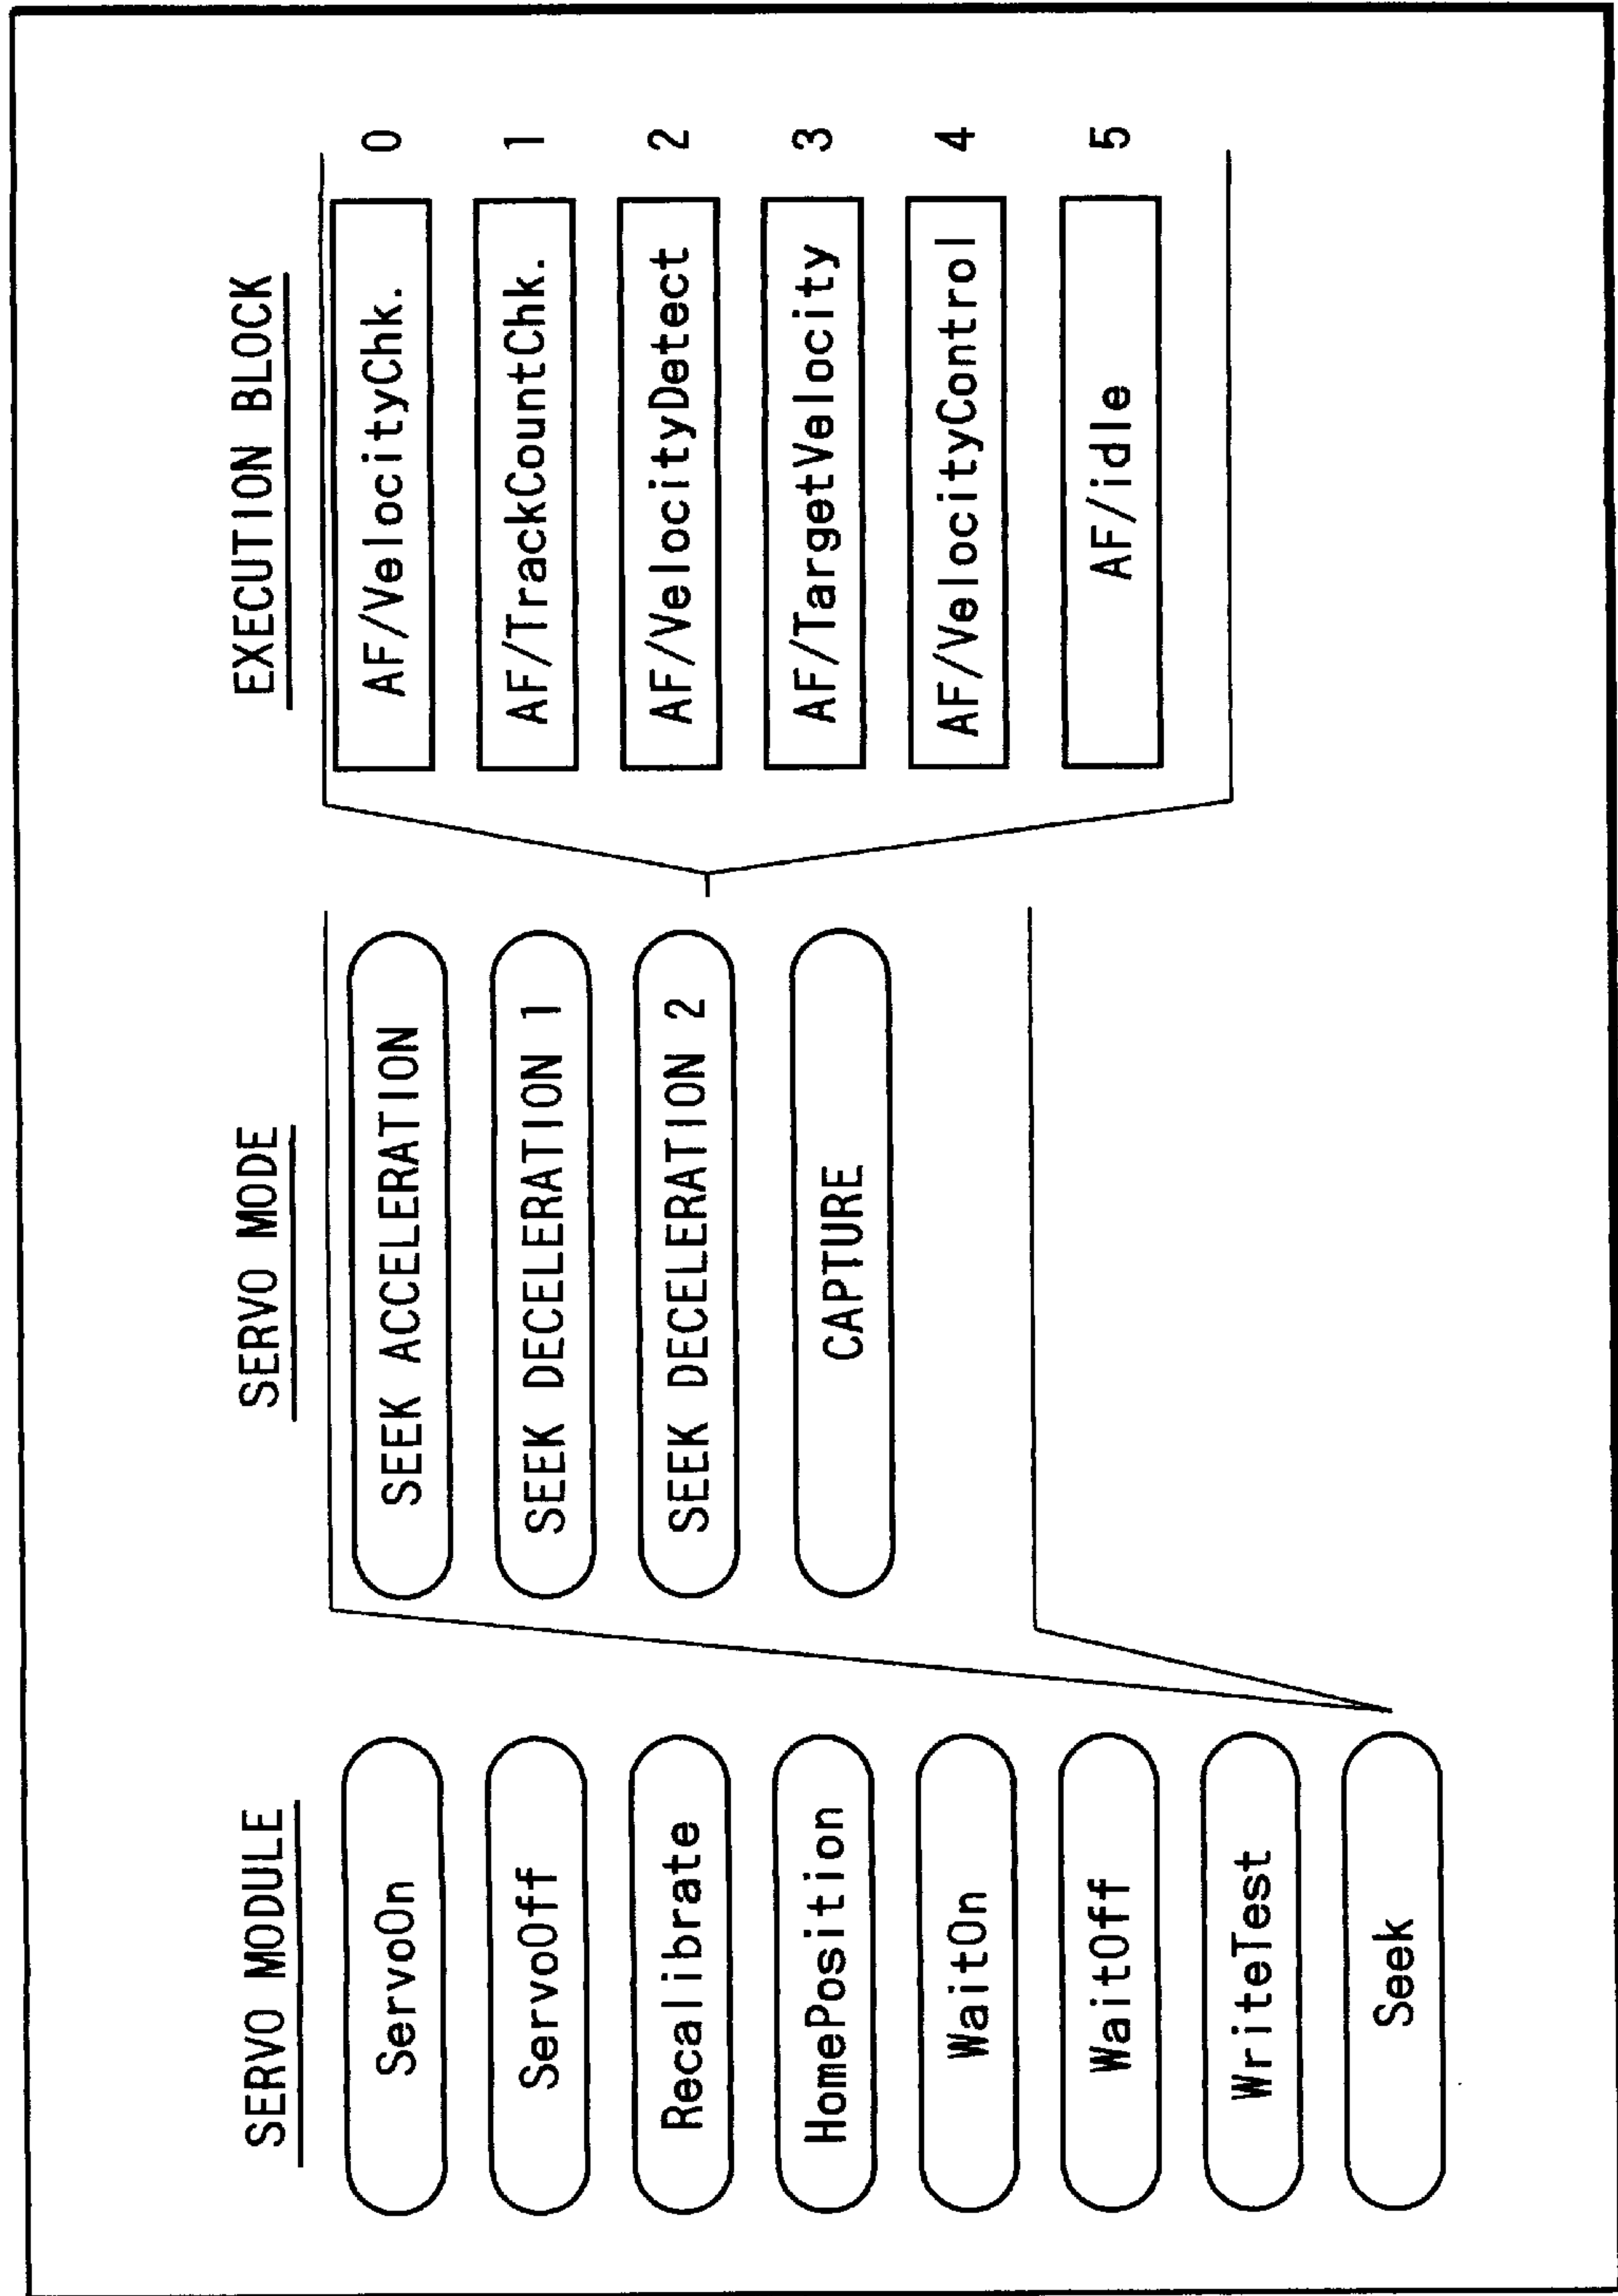 SERVO MODULE
ServoOn
ServoOff
Recalibrate
HomePosition
WaitOn
WaitOff
WriteTest
Seek
SERVO MODE
SEEK ACCELERATION
SEEK DECELERATION 1
SEEK DECELERATION 2
CAPTURE
EXECUTION BLOCK
AF/VelocityChk. 0
AF/TrackCountChk. 1
AF/VelocityDetect 2
AF/TargetVelocity 3
AF/VelocityControl 4
AF/idle 5